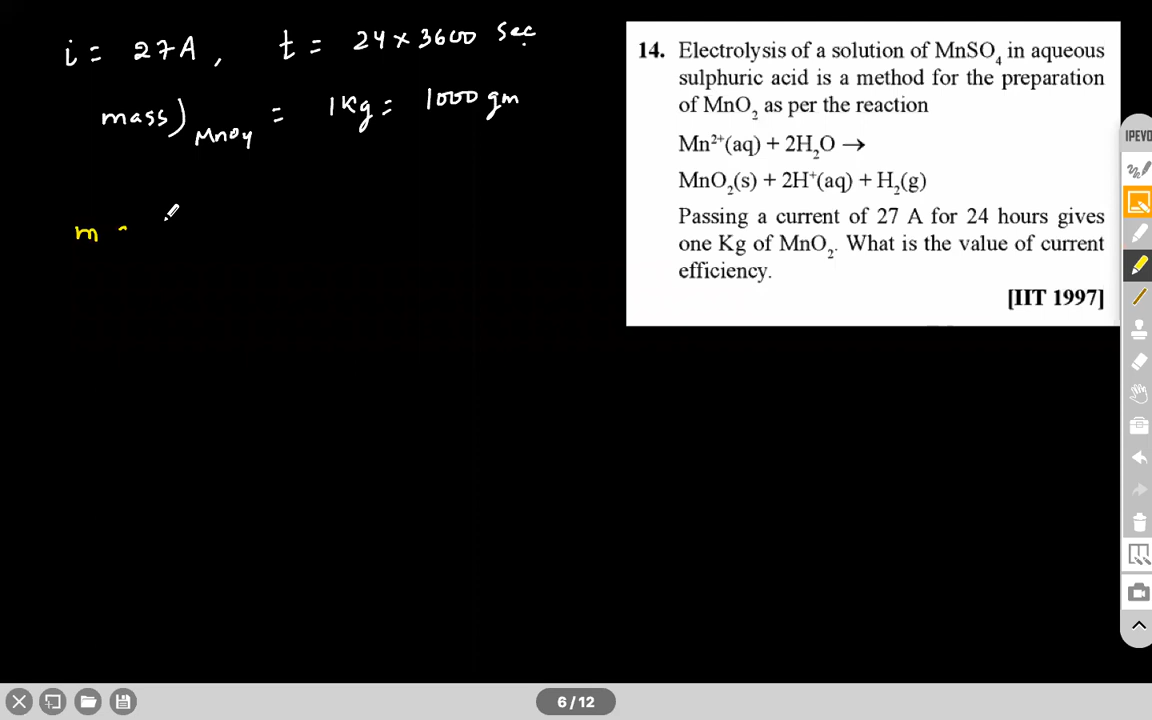 i = 27A, t = 24 × 3600 sec
mass)MnO4 = 1Kg = 1000 gm
m -
14. Electrolysis of a solution of MnSO4 in aqueous
sulphuric acid is a method for the preparation
of MnO2 as per the reaction
Mn2+(aq) + 2H2O →
MnO2(s) + 2H+(aq) + H2(g)
Passing a current of 27 A for 24 hours gives
one Kg of MnO2. What is the value of current
efficiency.
[IIT 1997]
IPEVO
6 / 12